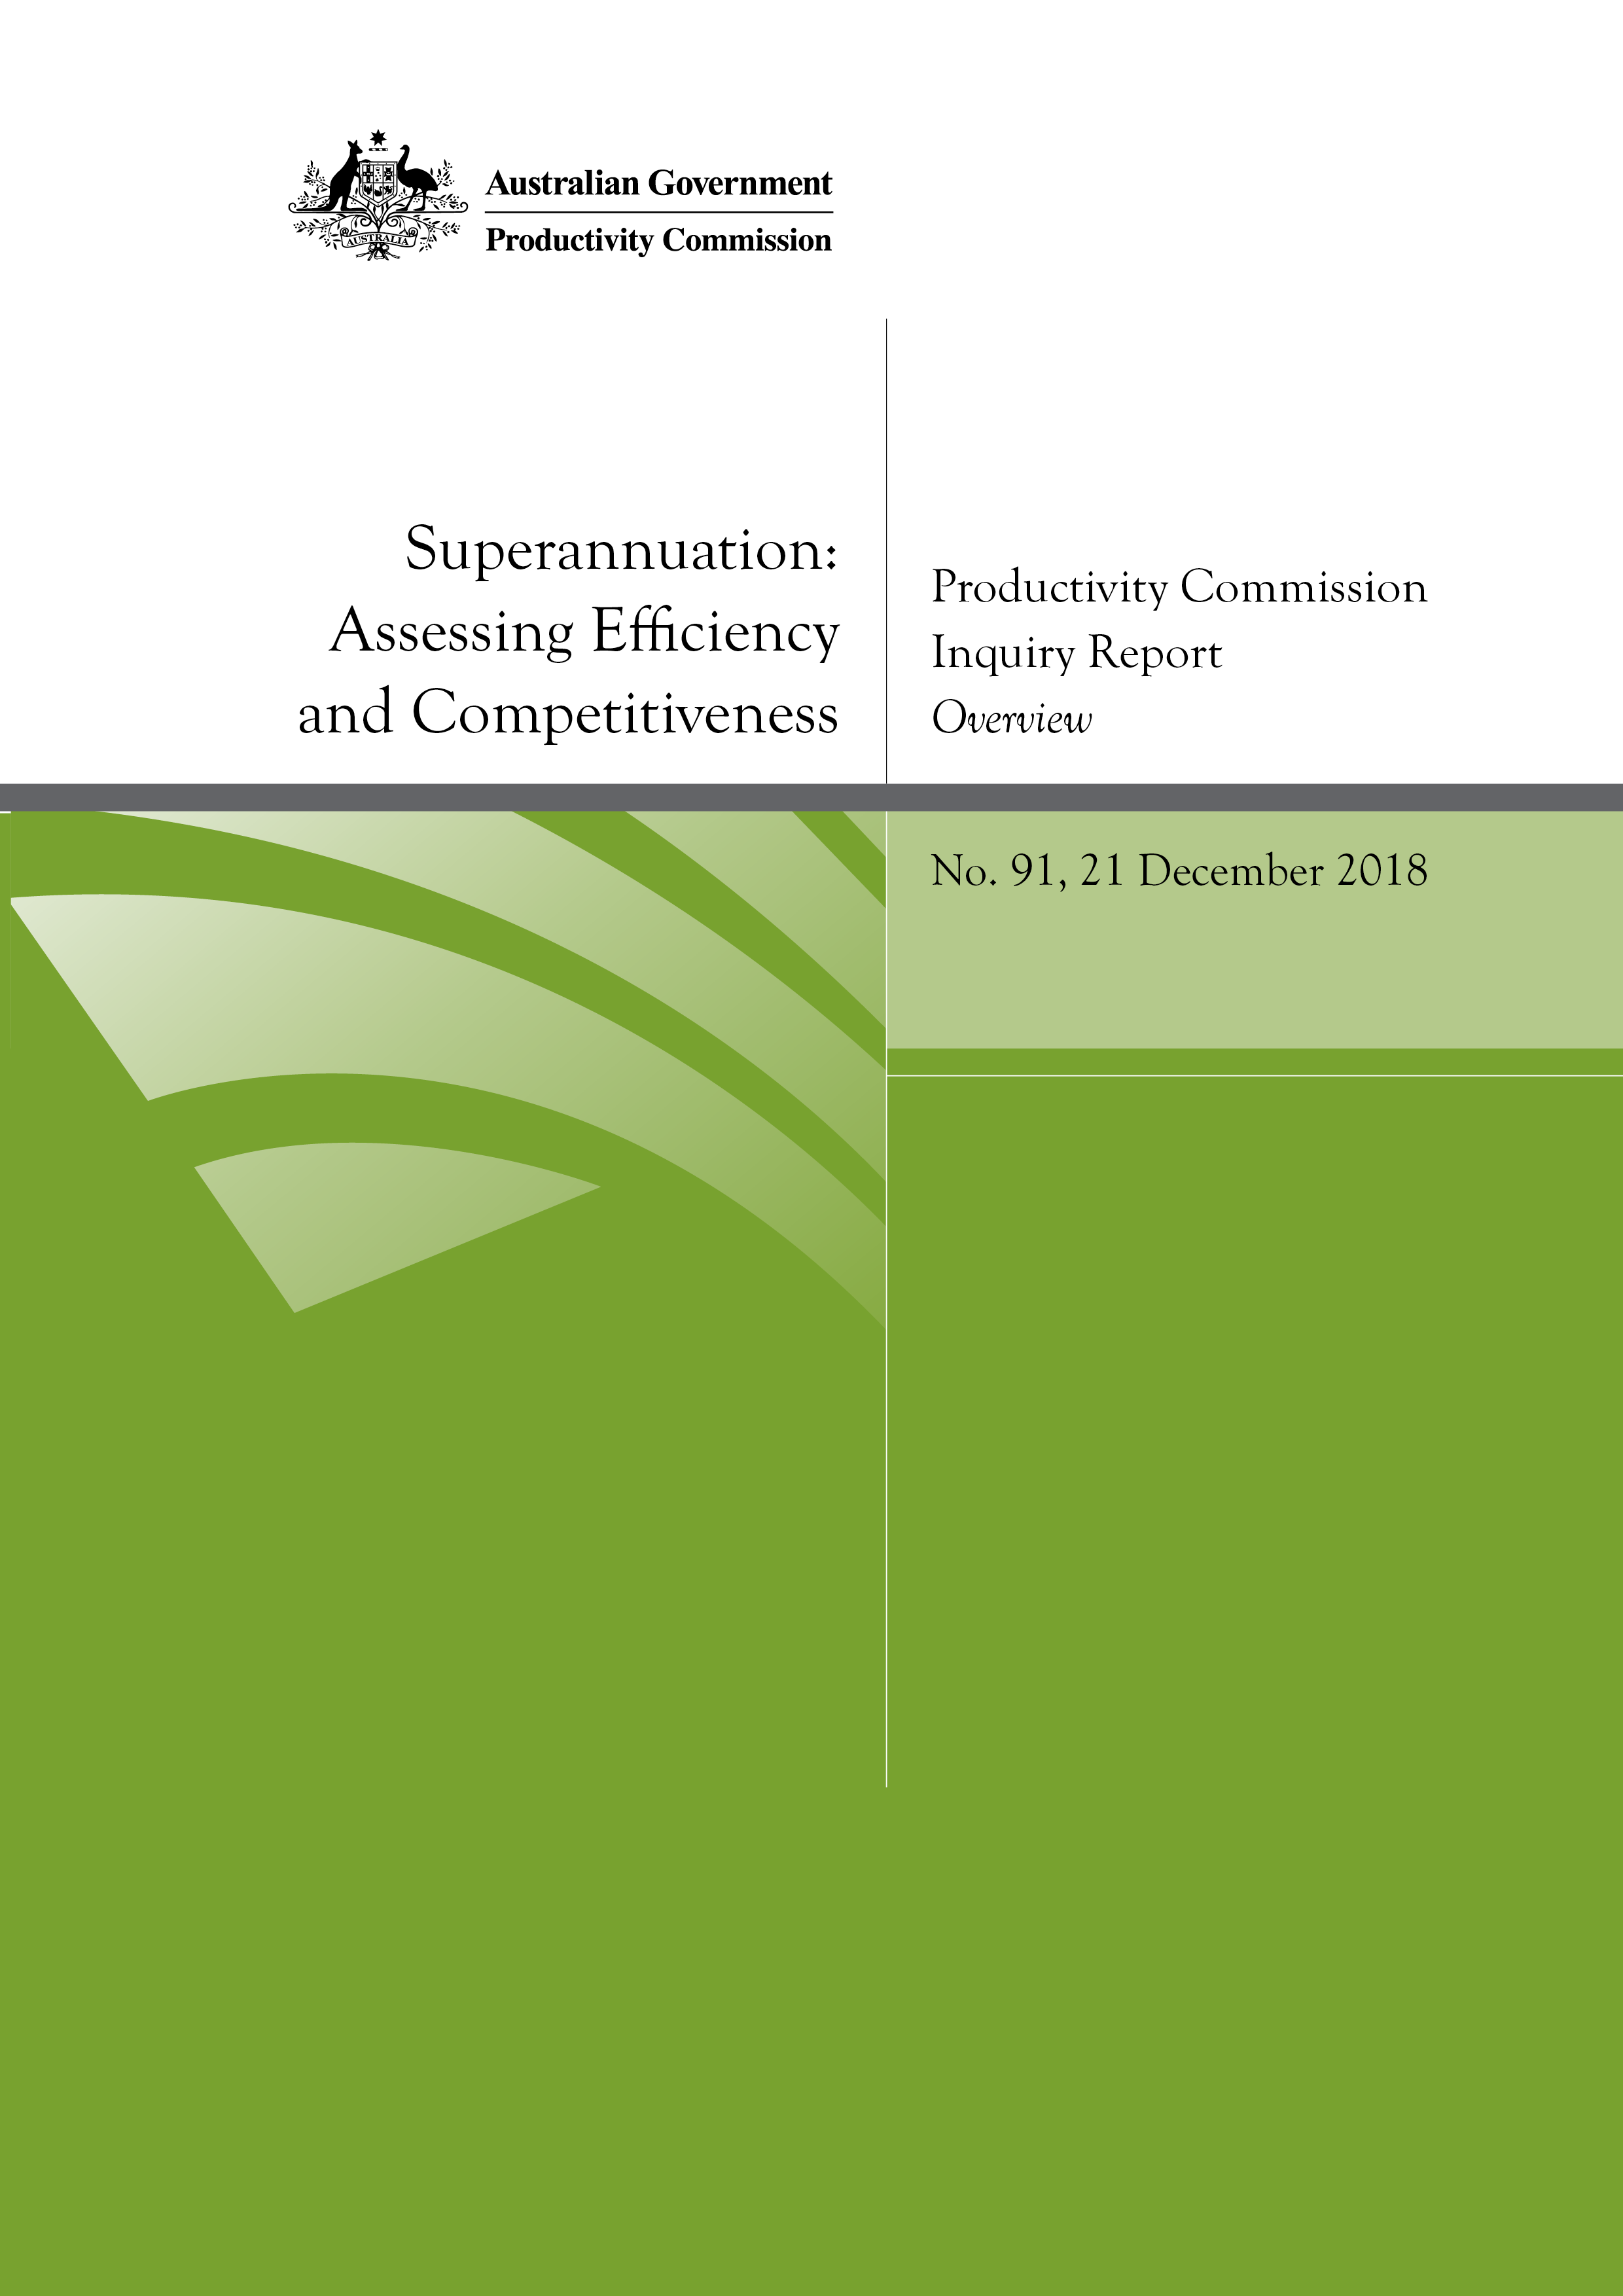 AUSTRALIA
Australian Government
Productivity Commission
Superannuation:
Assessing Efficiency
and Competitiveness
Productivity Commission
Inquiry Report
Overview
No. 91, 21 December 2018